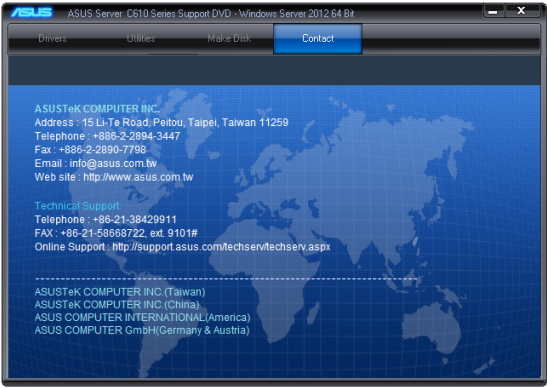 ASUS ASUS Server C610 Series Support DVD - Windows Server 2012 64 Bit
Drivers Utilities Make Disk Contact
ASUSTeK COMPUTER INC.
Address : 15 Li-Te Road, Peitou, Taipei, Taiwan 11259
Telephone : +886-2-2894-3447
Fax : +886-2-2890-7798
Email : info@asus.com.tw
Web site : http://www.asus.com.tw
Technical Support:
Telephone : +86-21-38429911
FAX : +86-21-58668722, ext. 9101#
Online Support : http://support.asus.com/techserv/techserv.aspx
ASUSTeK COMPUTER INC.(Taiwan)
ASUSTeK COMPUTER INC.(China)
ASUS COMPUTER INTERNATIONAL(America)
ASUS COMPUTER GmbH(Germany & Austria)